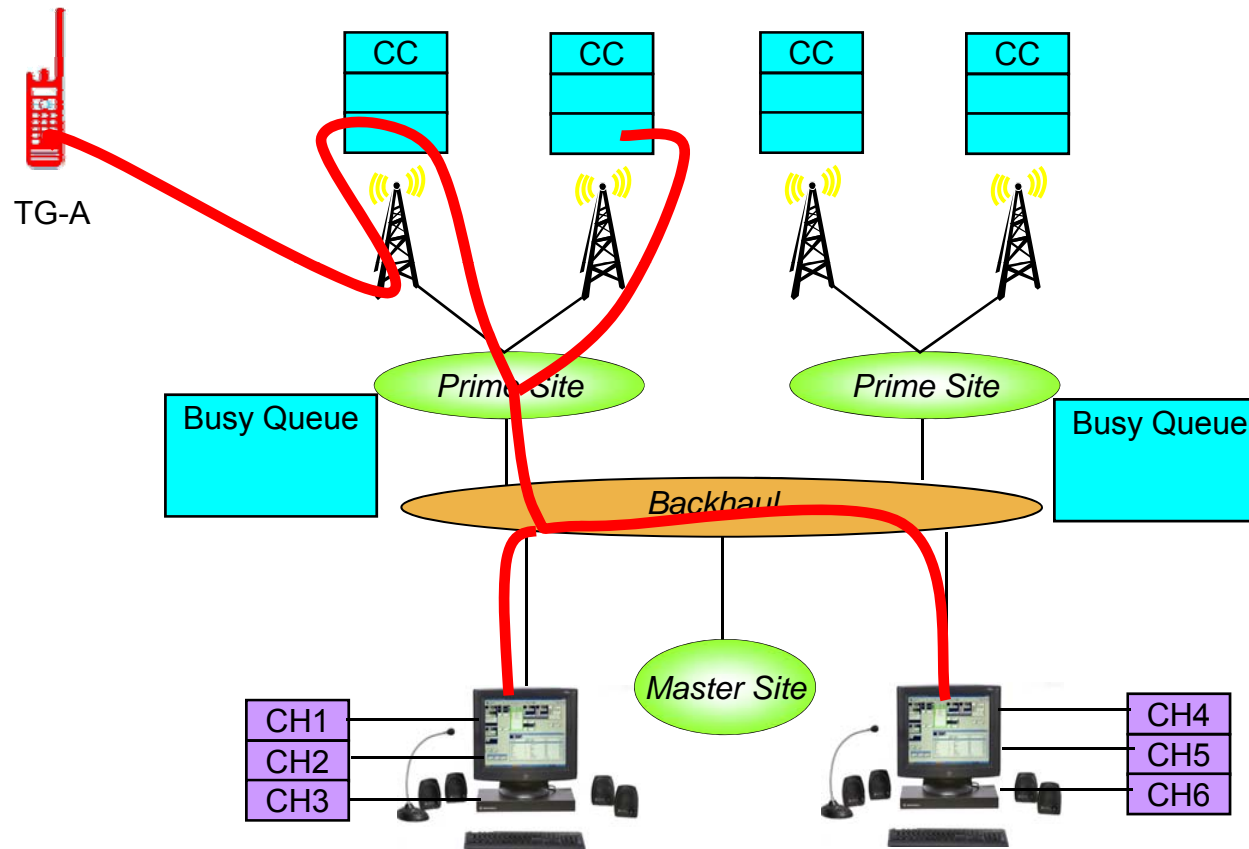 CC
CC
CC
CC
TG-A
Prime Site
Prime Site
Busy Queue
Busy Queue
Backhaul
Master Site
CH1
CH2
CH3
CH4
CH5
CH6